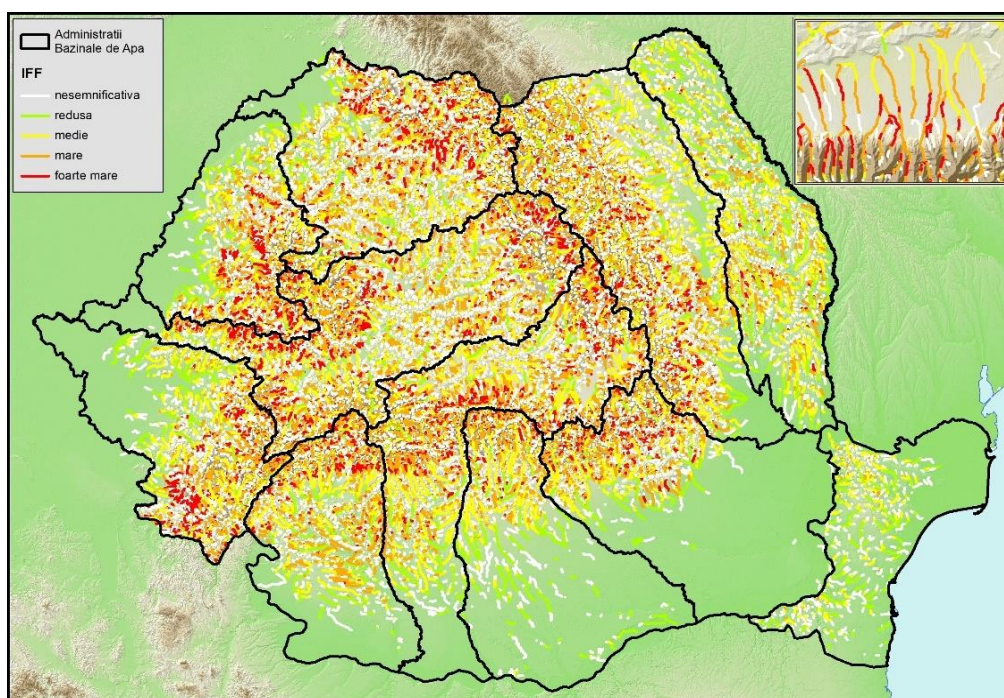 Administratii
Bazinale de Apa
IFF
nesemnificativa
redusa
medie
mare
foarte mare